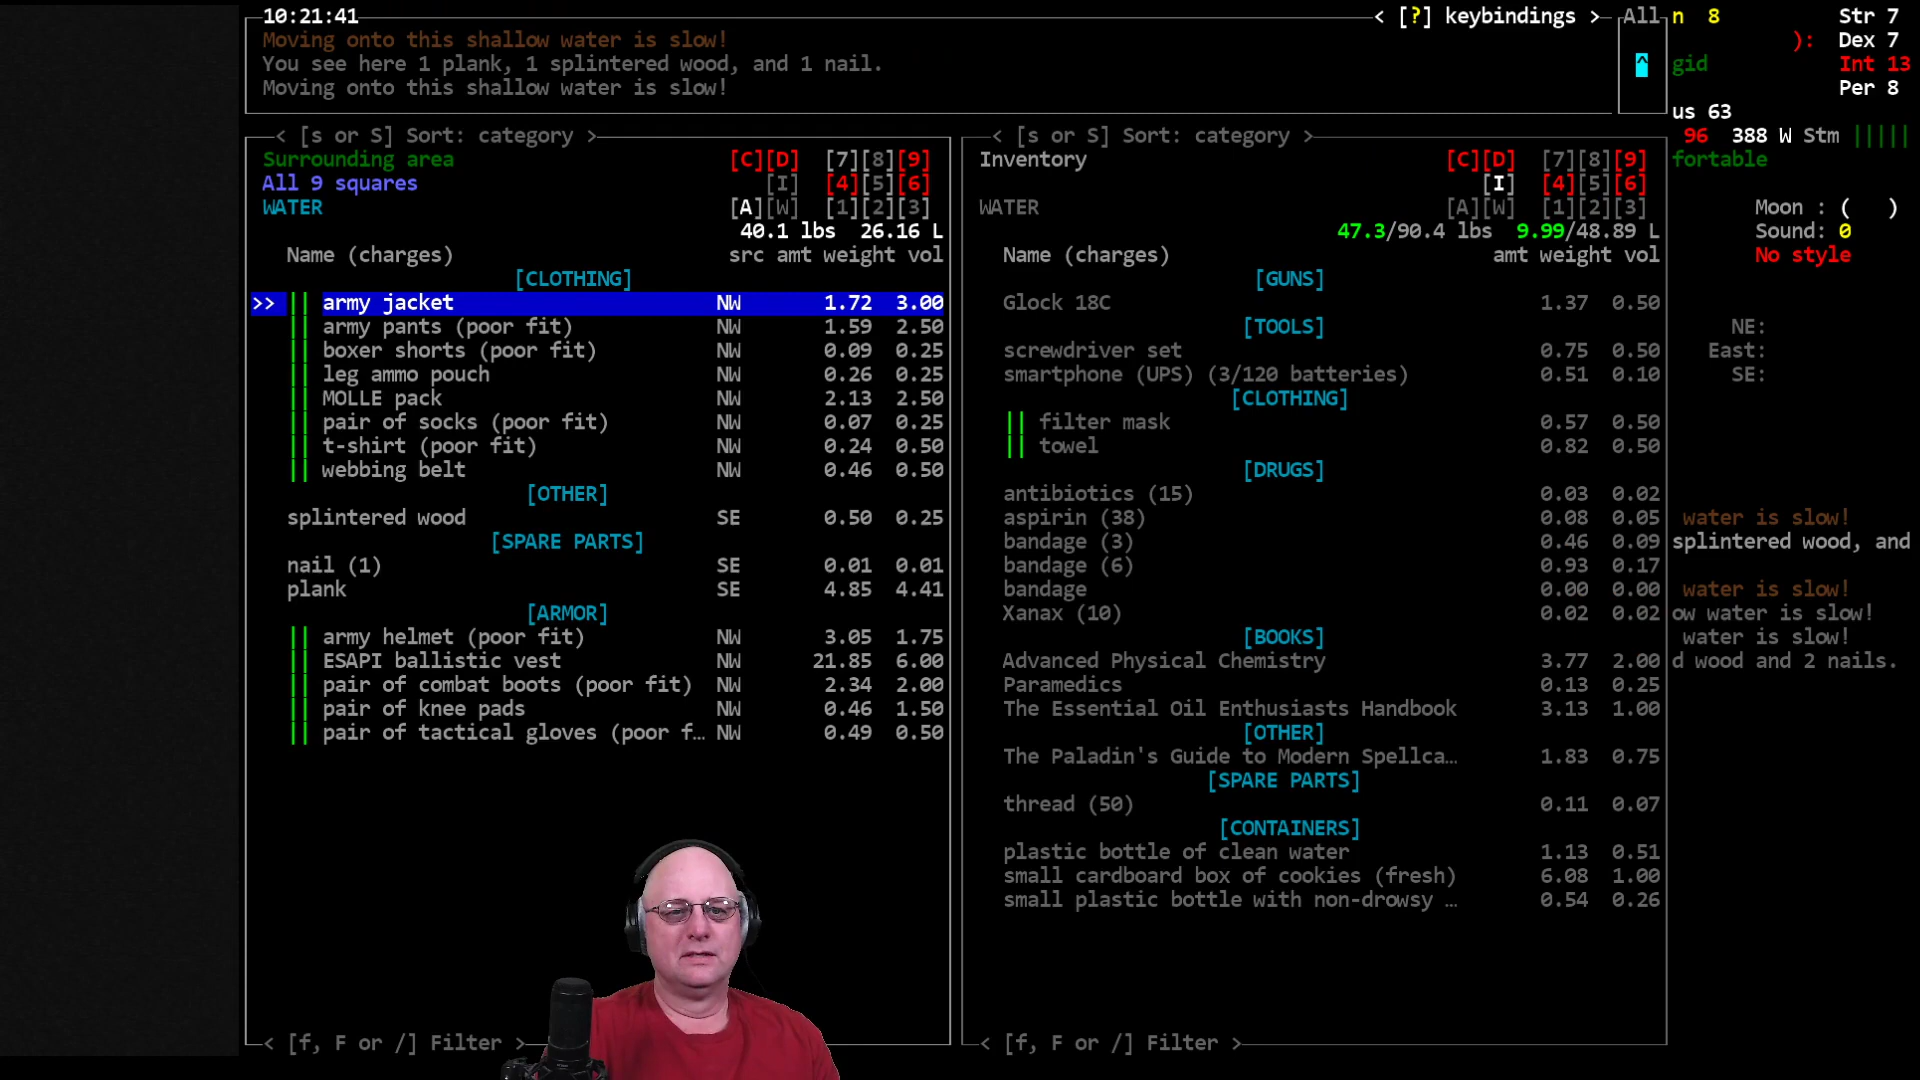 10:21:41
< [?] keybindings >
All
n 8
Str 7
Moving onto this shallow water is slow!
): Dex 7
You see here 1 plank, 1 splintered wood, and 1 nail.
^
gid
Int 13
Moving onto this shallow water is slow!
Per 8
us 63
96 388 W Stm |||||
fortable
Moon : ( )
Sound: 0
No style
NE:
East:
SE:
water is slow!
splintered wood, and
water is slow!
ow water is slow!
water is slow!
d wood and 2 nails.
< [s or S] Sort: category >
Surrounding area [C][D] [7][8][9]
All 9 squares [I] [4][5][6]
WATER [A][W] [1][2][3]
40.1 lbs 26.16 L
Name (charges) src amt weight vol
[CLOTHING]
>> || army jacket NW 1.72 3.00
|| army pants (poor fit) NW 1.59 2.50
|| boxer shorts (poor fit) NW 0.09 0.25
|| leg ammo pouch NW 0.26 0.25
|| MOLLE pack NW 2.13 2.50
|| pair of socks (poor fit) NW 0.07 0.25
|| t-shirt (poor fit) NW 0.24 0.50
|| webbing belt NW 0.46 0.50
[OTHER]
splintered wood SE 0.50 0.25
[SPARE PARTS]
nail (1) SE 0.01 0.01
plank SE 4.85 4.41
[ARMOR]
|| army helmet (poor fit) NW 3.05 1.75
|| ESAPI ballistic vest NW 21.85 6.00
|| pair of combat boots (poor fit) NW 2.34 2.00
|| pair of knee pads NW 0.46 1.50
|| pair of tactical gloves (poor f… NW 0.49 0.50
< [f, F or /] Filter >
< [s or S] Sort: category >
Inventory [C][D] [7][8][9]
[I] [4][5][6]
WATER [A][W] [1][2][3]
47.3/90.4 lbs 9.99/48.89 L
Name (charges) amt weight vol
[GUNS]
Glock 18C 1.37 0.50
[TOOLS]
screwdriver set 0.75 0.50
smartphone (UPS) (3/120 batteries) 0.51 0.10
[CLOTHING]
|| filter mask 0.57 0.50
|| towel 0.82 0.50
[DRUGS]
antibiotics (15) 0.03 0.02
aspirin (38) 0.08 0.05
bandage (3) 0.46 0.09
bandage (6) 0.93 0.17
bandage 0.00 0.00
Xanax (10) 0.02 0.02
[BOOKS]
Advanced Physical Chemistry 3.77 2.00
Paramedics 0.13 0.25
The Essential Oil Enthusiasts Handbook 3.13 1.00
[OTHER]
The Paladin's Guide to Modern Spellca… 1.83 0.75
[SPARE PARTS]
thread (50) 0.11 0.07
[CONTAINERS]
plastic bottle of clean water 1.13 0.51
small cardboard box of cookies (fresh) 6.08 1.00
small plastic bottle with non-drowsy … 0.54 0.26
< [f, F or /] Filter >